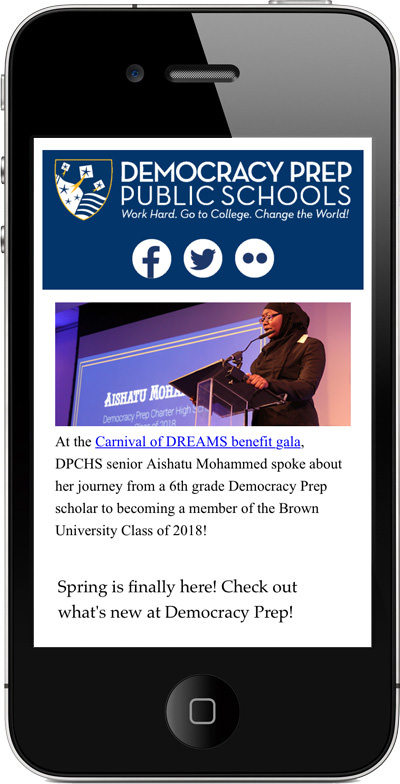 DEMOCRACY PREP
PUBLIC SCHOOLS
Work Hard. Go to College. Change the World!
AISHATU MOHA
Democracy Prep Charter High
Class of 2018
At the Carnival of DREAMS benefit gala,
DPCHS senior Aishatu Mohammed spoke about
her journey from a 6th grade Democracy Prep
scholar to becoming a member of the Brown
University Class of 2018!
Spring is finally here! Check out
what's new at Democracy Prep!